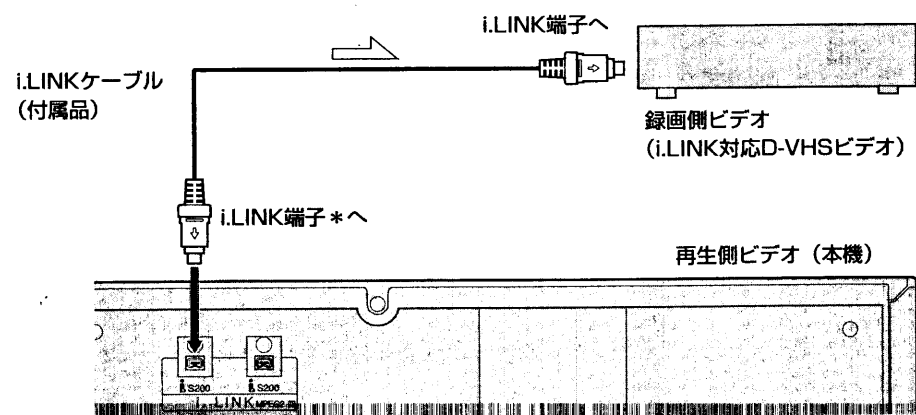 i.LINK端子へ
i.LINKケーブル
（付属品）
録画側ビデオ
（i.LINK対応D-VHSビデオ）
i.LINK端子＊へ
再生側ビデオ（本機）
S200
S200
i.LINK